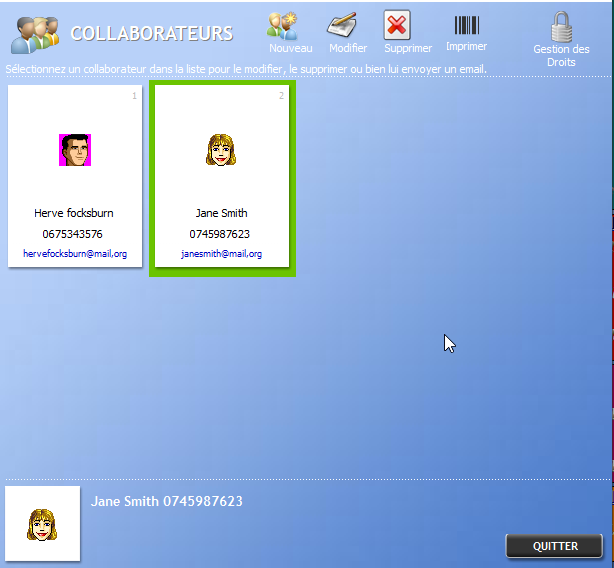 COLLABORATEURS
Nouveau
Modifier
Supprimer
Imprimer
Gestion des
Droits
Sélectionnez un collaborateur dans la liste pour le modifier, le supprimer ou bien lui envoyer un email.
1
Herve focksburn
0675343576
hervefocksburn@mail,org
2
Jane Smith
0745987623
janesmith@mail,org
Jane Smith 0745987623
QUITTER